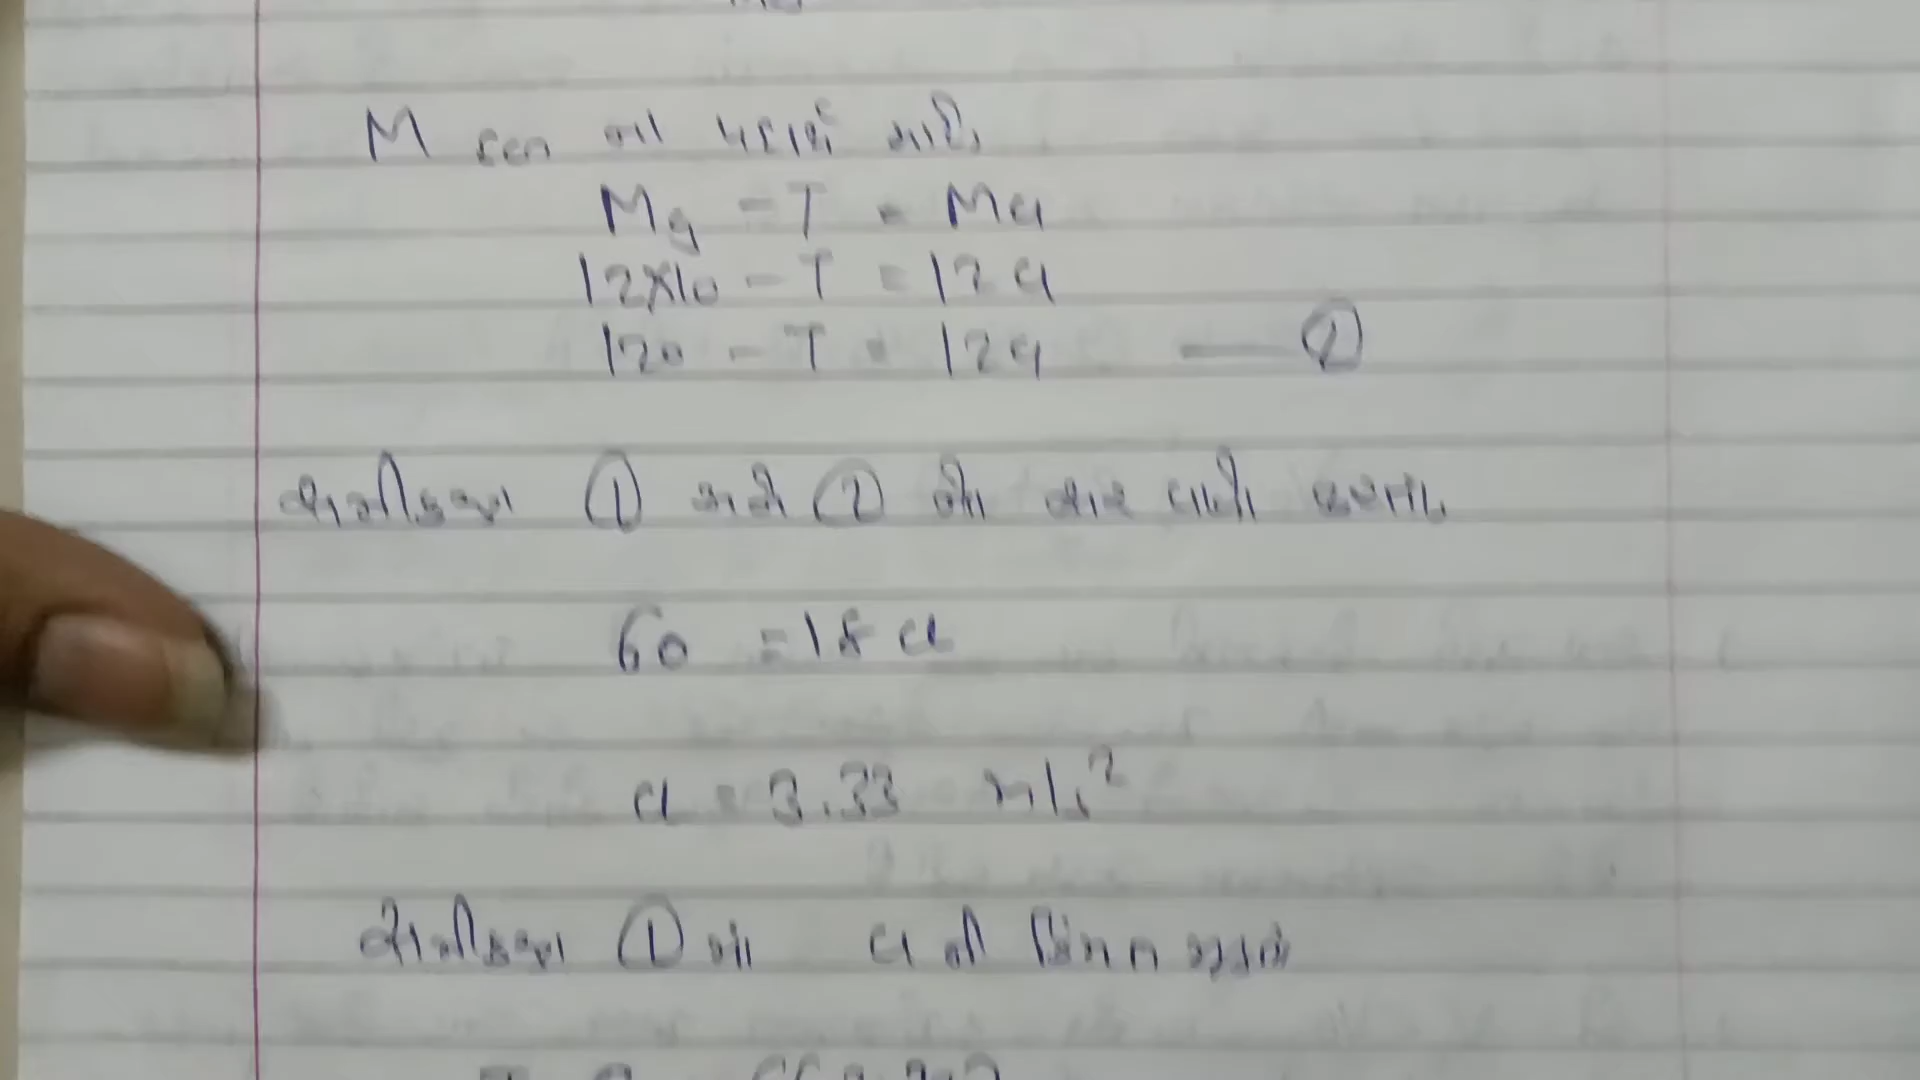 M દળ ના પદાર્થ માટે
Mg - T = Ma
12×10 - T = 12a
120 - T = 12a —— ②
સમીકરણ ① અને ② નો સરવાળો કરતા
60 = 18a
a = 3.33 m/s²
સમીકરણ ① માં a ની કિંમત મુકતા